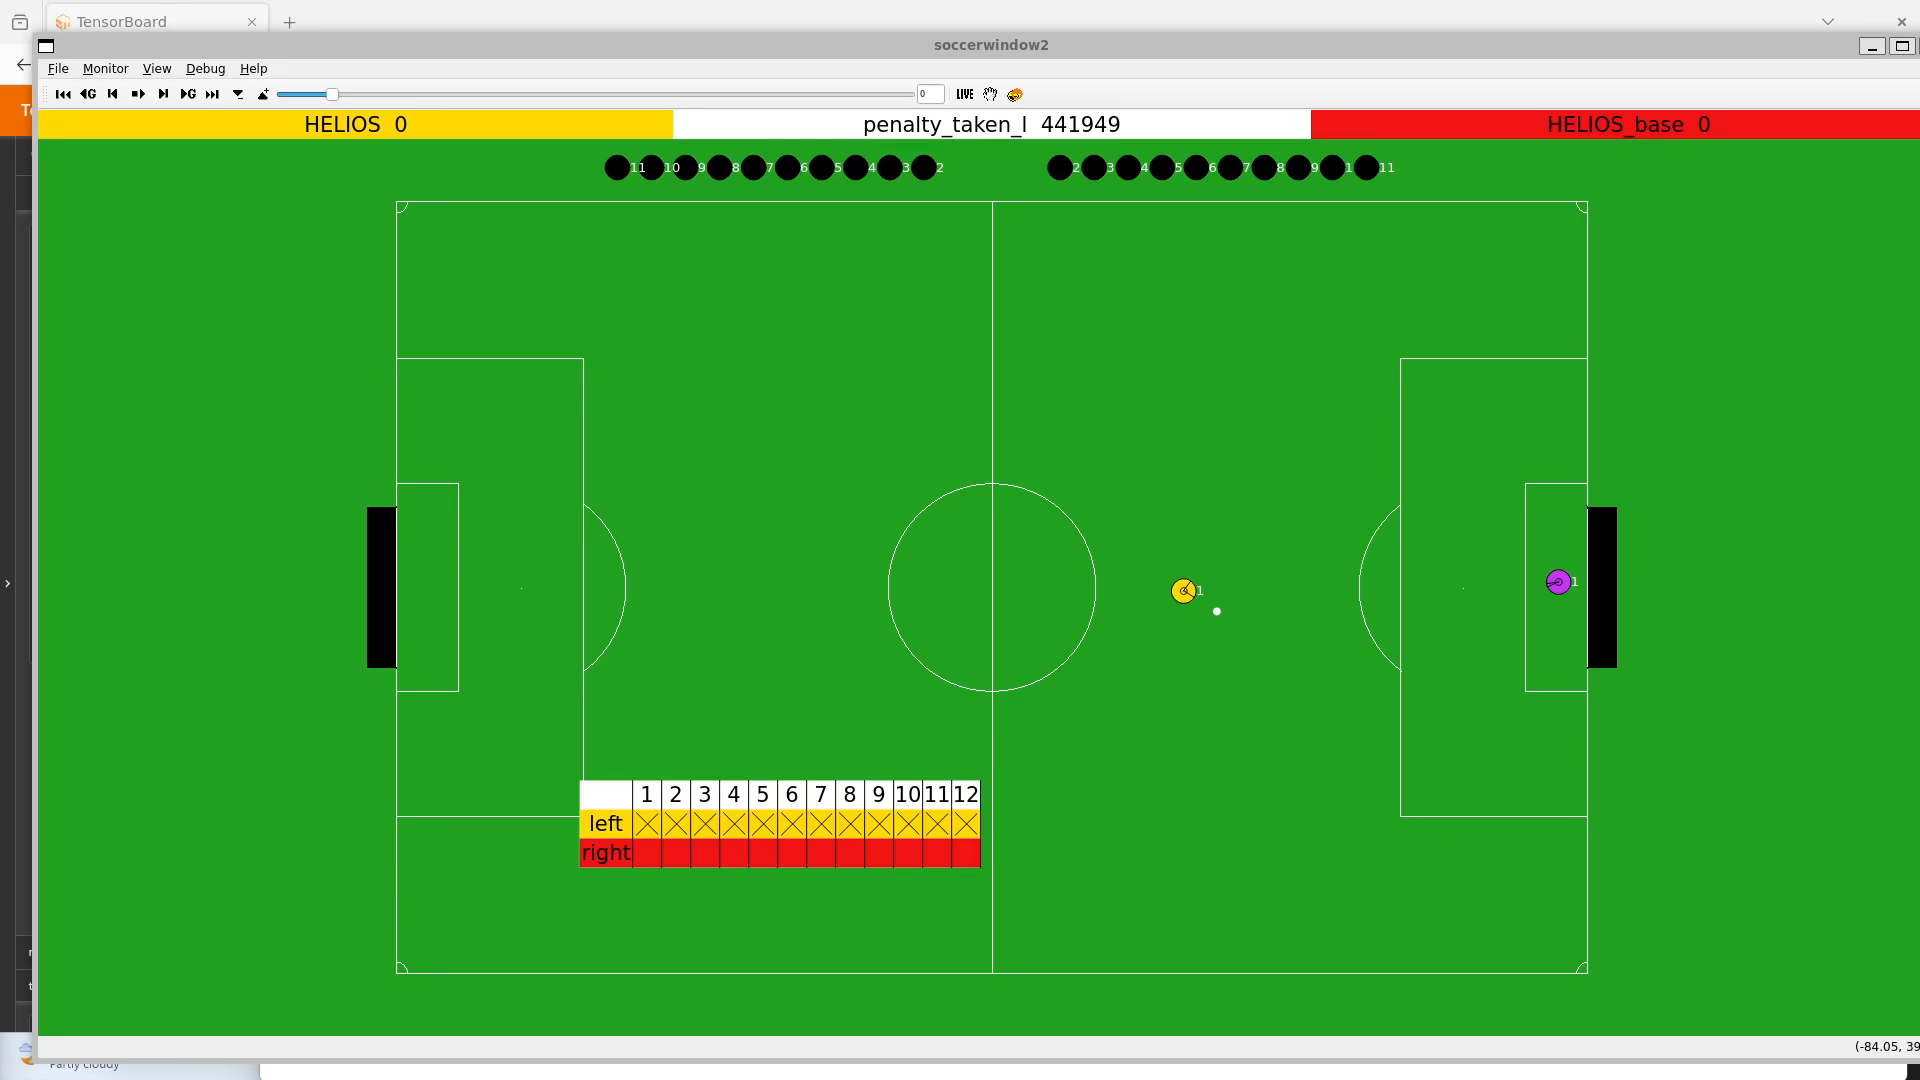 TensorBoard
soccerwindow2
File Monitor View Debug Help
0 LIVE
HELIOS 0 penalty_taken_l 441949 HELIOS_base 0
11 10 9 8 7 6 5 4 3 2 2 3 4 5 6 7 8 9 1 11
1 1
1 2 3 4 5 6 7 8 9 10 11 12
left
right
(-84.05, 39
Partly cloudy